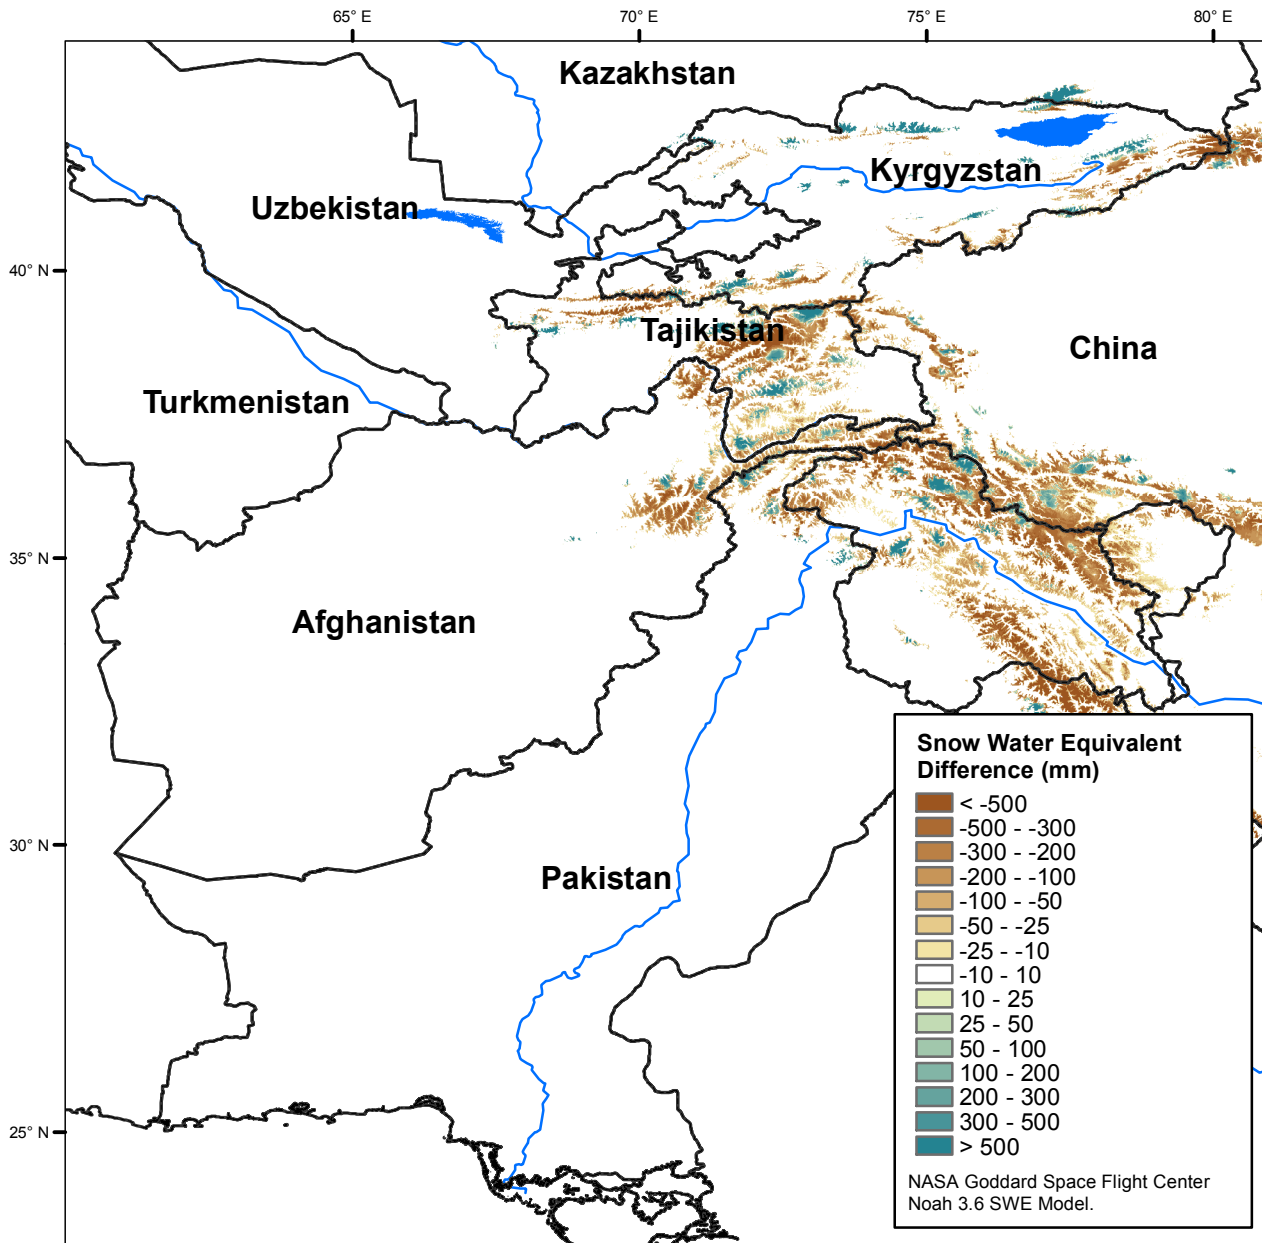 65° E
70° E
75° E
80° E
Kazakhstan
Kyrgyzstan
Uzbekistan
40° N
Tajikistan
China
Turkmenistan
35° N
Afghanistan
Snow Water Equivalent
Difference (mm)
< -500
-500 - -300
-300 - -200
-200 - -100
-100 - -50
-50 - -25
-25 - -10
-10 - 10
10 - 25
25 - 50
50 - 100
100 - 200
200 - 300
300 - 500
> 500
NASA Goddard Space Flight Center
Noah 3.6 SWE Model.
30° N
Pakistan
25° N